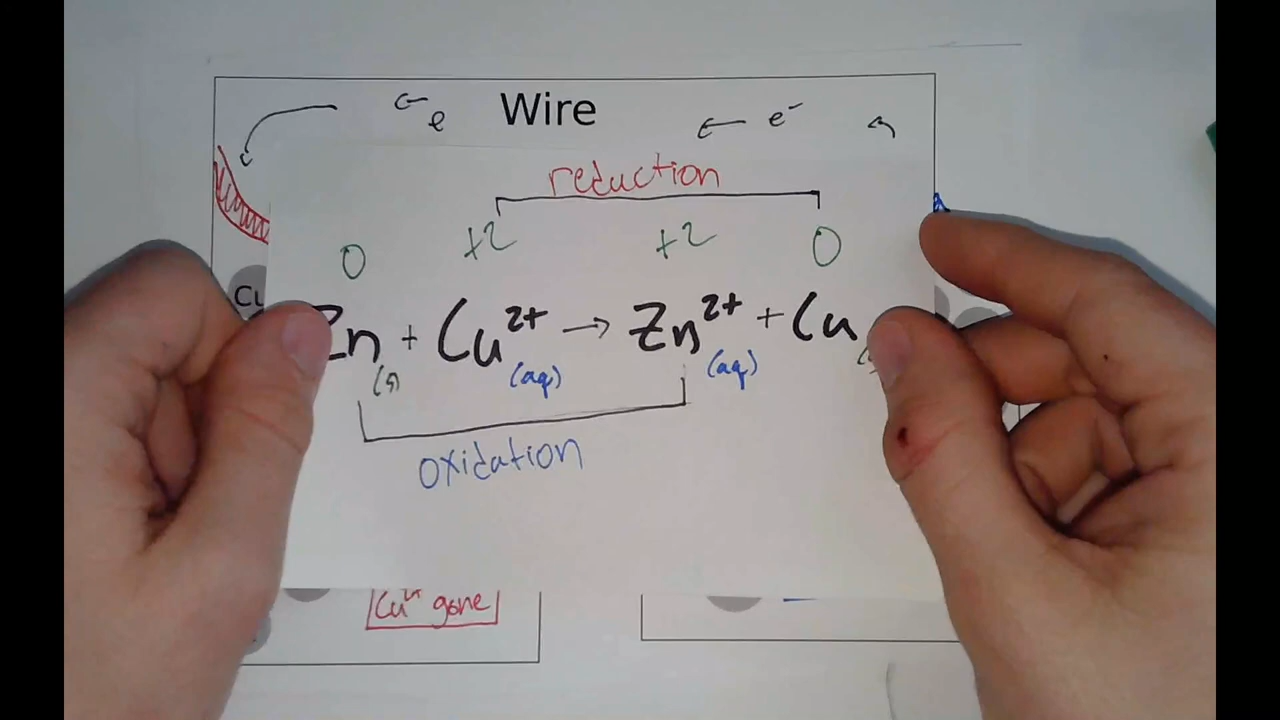 ← e Wire ← e⁻
reduction
0 +2 +2 0
Zn(s) + Cu²⁺(aq) → Zn²⁺(aq) + Cu
oxidation
Cu²⁺ gone